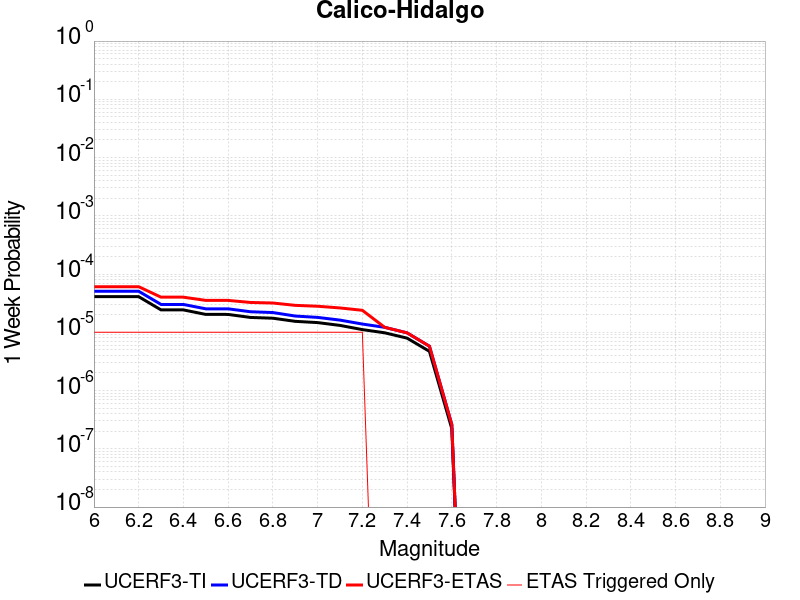 Calico-Hidalgo
1 Week Probability
10^0
10^-1
10^-2
10^-3
10^-4
10^-5
10^-6
10^-7
10^-8
6 6.2 6.4 6.6 6.8 7 7.2 7.4 7.6 7.8 8 8.2 8.4 8.6 8.8 9
Magnitude
UCERF3-TI UCERF3-TD UCERF3-ETAS ETAS Triggered Only